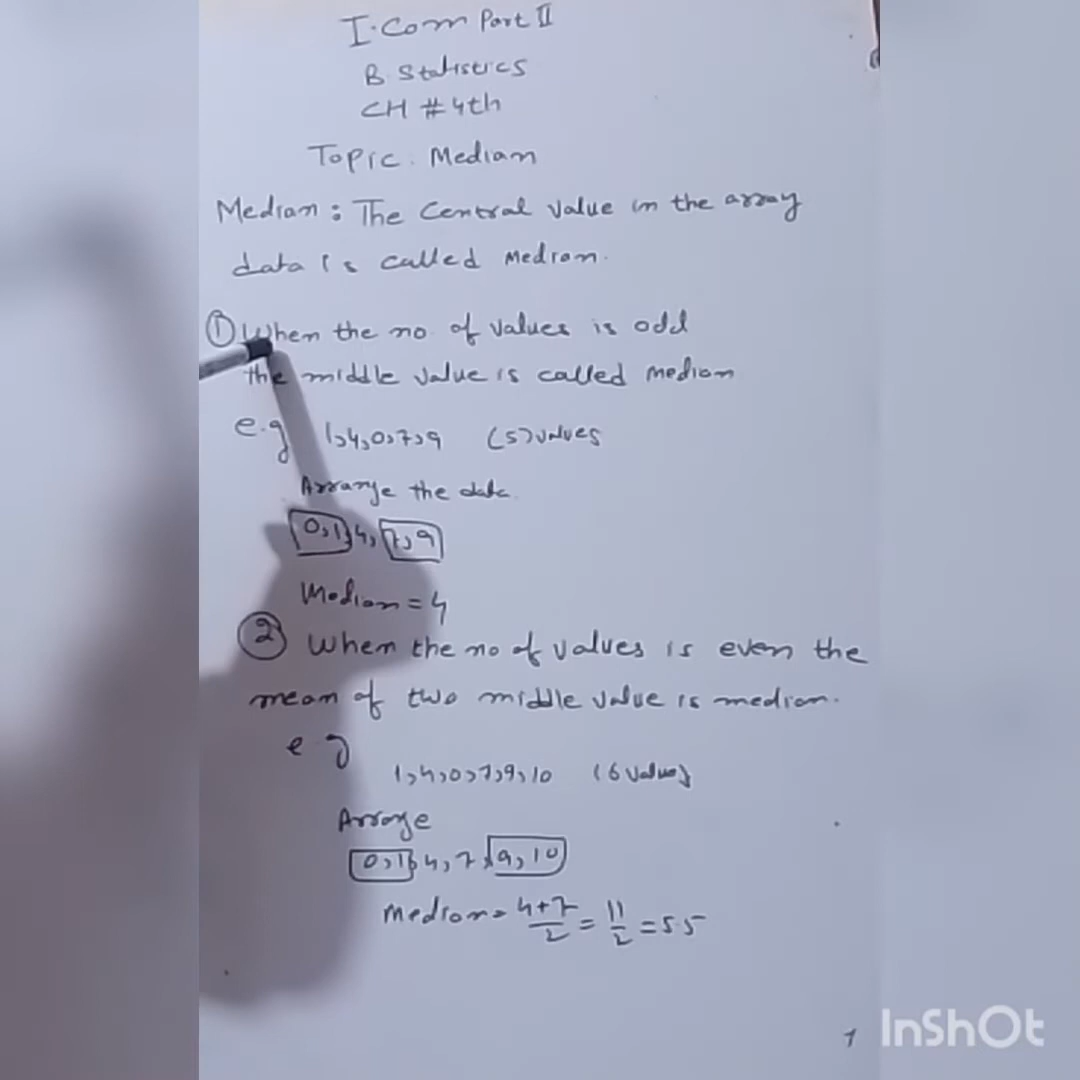 I.Com Part II
B. Statistics
CH # 4th
Topic. Median
Median : The Central value in the array
data is called Median.
① When the no of values is odd
the middle value is called median
e.g 1,4,0,7,9 (5) values
Arrange the data.
0,1,4,7,9
Median = 4
② When the no of values is even the
mean of two middle value is median.
e g
1,4,0,7,9,10 (6 values)
Arrange
0,1,4,7,9,10
Median = 4+7/2 = 11/2 = 5.5
1
InShOt